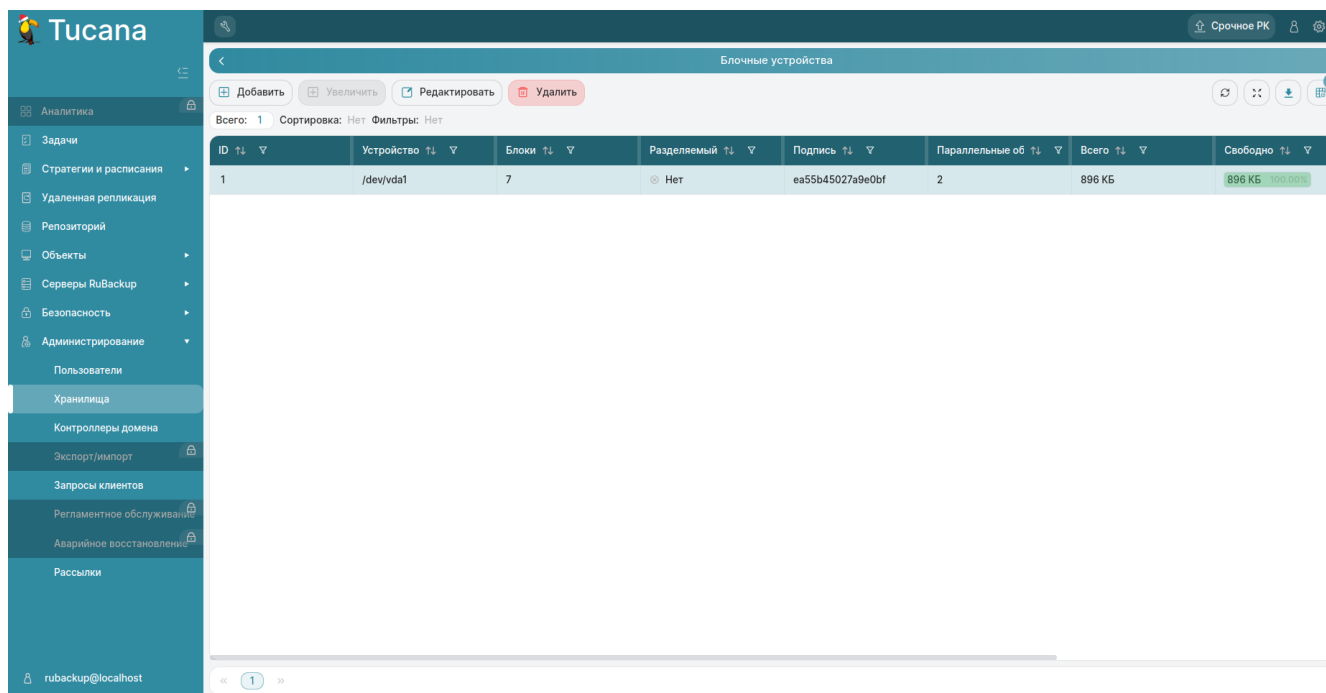 Tucana
Срочное РК
Блочные устройства
Добавить Увеличить Редактировать Удалить
Всего: 1 Сортировка: Нет Фильтры: Нет
ID Устройство Блоки Разделяемый Подпись Параллельные об Всего Свободно
1 /dev/vda1 7 Нет ea55b45027a9e0bf 2 896 КБ 896 КБ 100.00%
Аналитика
Задачи
Стратегии и расписания
Удаленная репликация
Репозиторий
Объекты
Серверы RuBackup
Безопасность
Администрирование
Пользователи
Хранилища
Контроллеры домена
Экспорт/импорт
Запросы клиентов
Регламентное обслуживание
Аварийное восстановление
Рассылки
rubackup@localhost
« 1 »